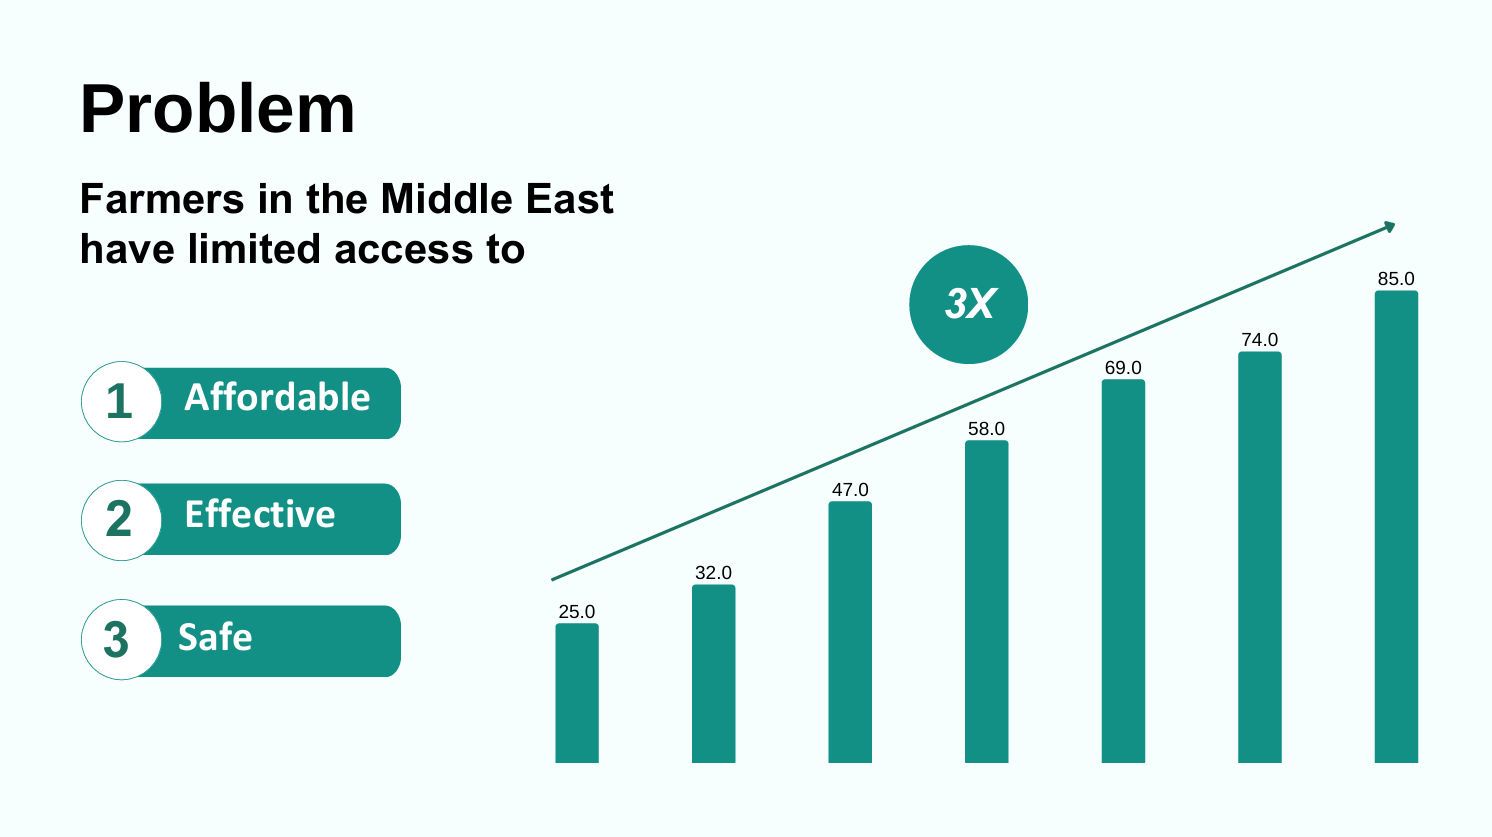 Problem
Farmers in the Middle East
have limited access to
1 Affordable
2 Effective
3 Safe
3X
25.0
32.0
47.0
58.0
69.0
74.0
85.0